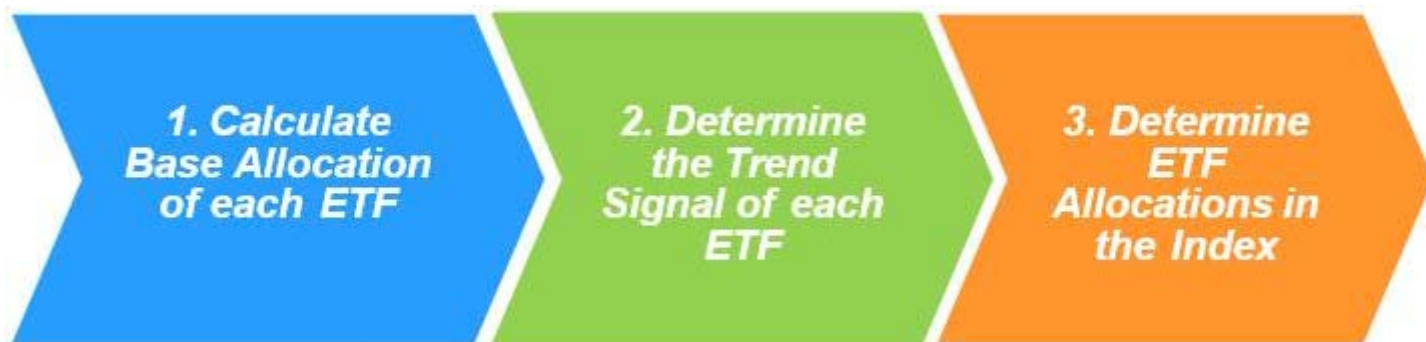 1. Calculate
Base Allocation
of each ETF
2. Determine
the Trend
Signal of each
ETF
3. Determine
ETF
Allocations in
the Index